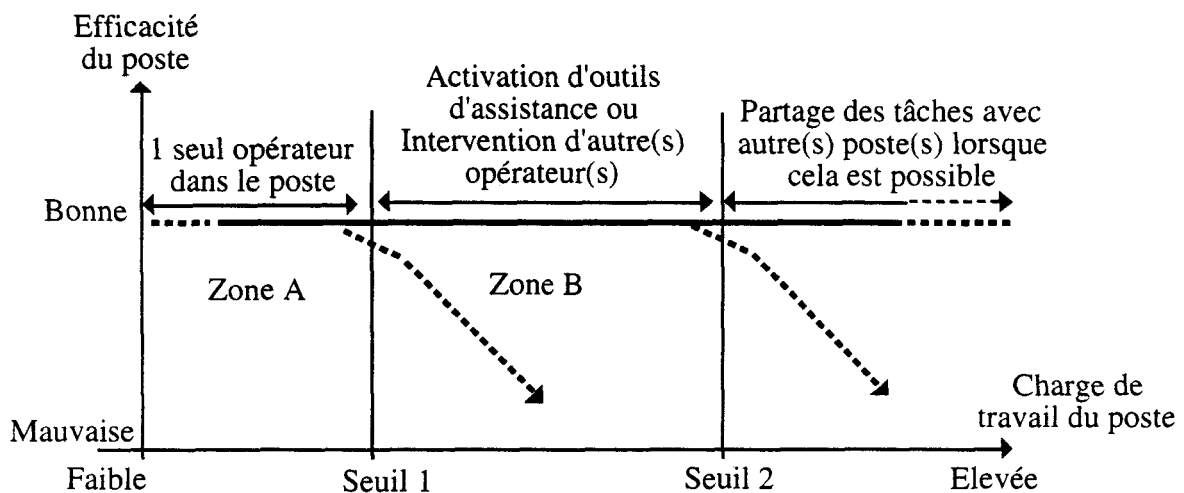 Efficacité
du poste
Activation d'outils
d'assistance ou
Intervention d'autre(s)
opérateur(s)
Partage des tâches avec
autre(s) poste(s) lorsque
cela est possible
1 seul opérateur
dans le poste
Bonne
Zone A
Zone B
Charge de
travail du poste
Mauvaise
Faible
Seuil 1
Seuil 2
Elevée